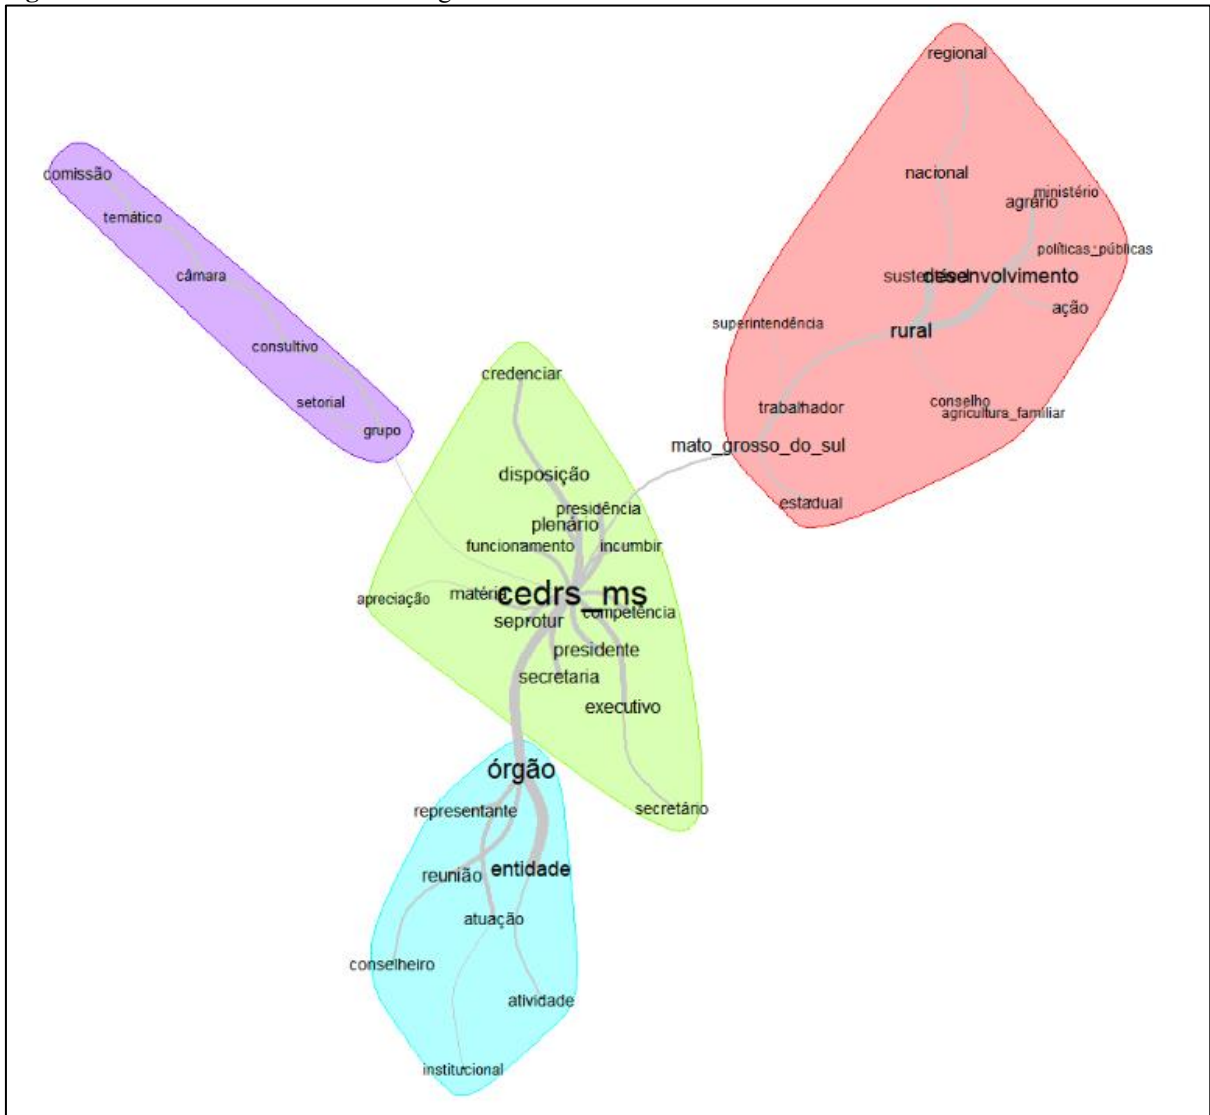 regional
comissão
nacional
ministério
agrário
temático
políticas_públicas
câmara
sustentável
desenvolvimento
ação
superintendência
rural
consultivo
credenciar
setorial
trabalhador
conselho
agricultura_familiar
grupo
mato_grosso_do_sul
disposição
estadual
presidência
plenário
funcionamento
incumbir
matéria
cedrs_ms
apreciação
competência
seprotur
presidente
secretaria
executivo
órgão
representante
secretário
reunião
entidade
atuação
conselheiro
atividade
institucional